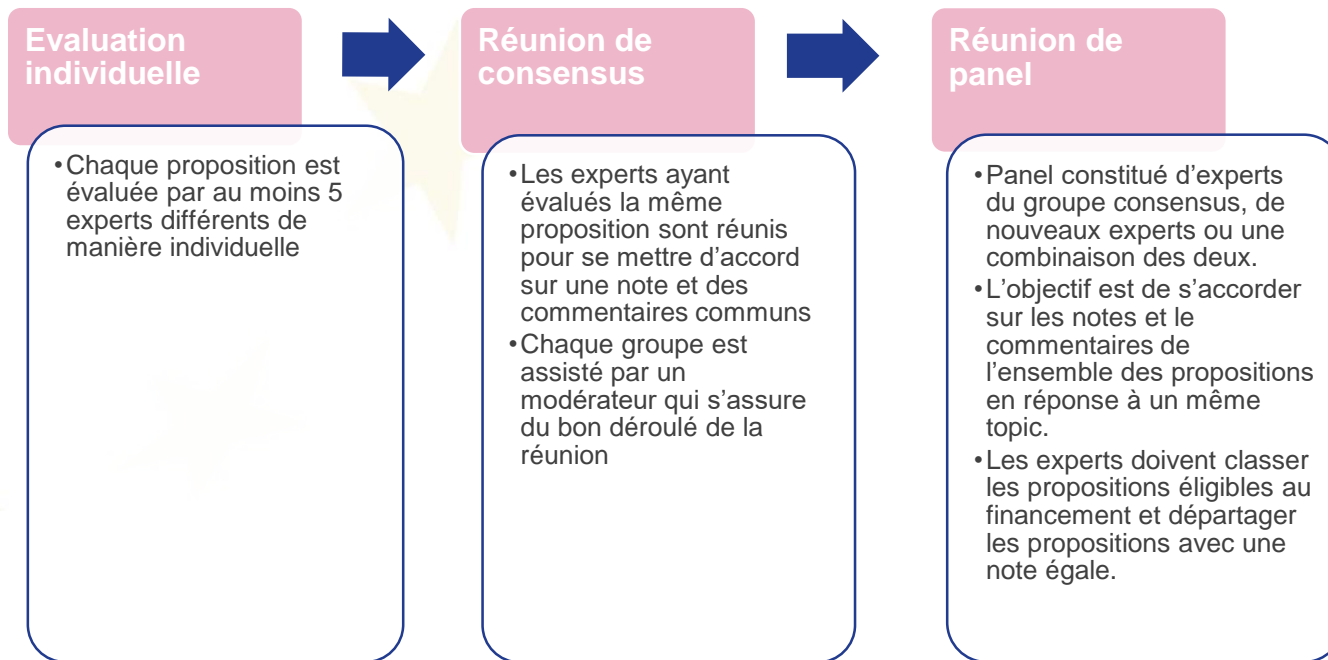 Evaluation
individuelle
•Chaque proposition est
évaluée par au moins 5
experts différents de
manière individuelle
Réunion de
consensus
•Les experts ayant
évalués la même
proposition sont réunis
pour se mettre d’accord
sur une note et des
commentaires communs
•Chaque groupe est
assisté par un
modérateur qui s’assure
du bon déroulé de la
réunion
Réunion de
panel
•Panel constitué d’experts
du groupe consensus, de
nouveaux experts ou une
combinaison des deux.
•L’objectif est de s’accorder
sur les notes et le
commentaires de
l’ensemble des propositions
en réponse à un même
topic.
•Les experts doivent classer
les propositions éligibles au
financement et départager
les propositions avec une
note égale.